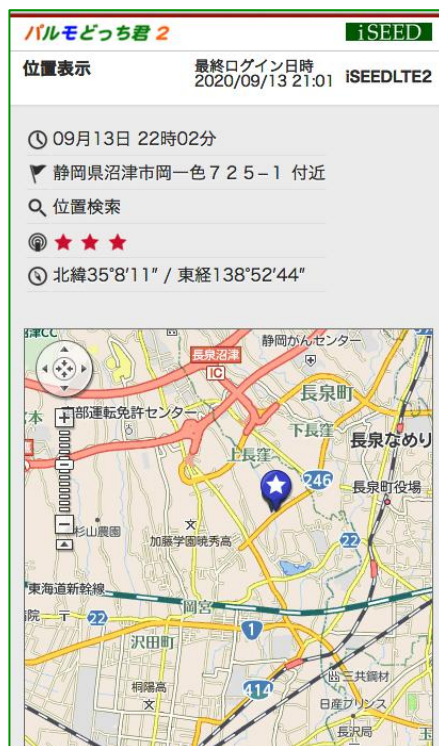 パルモどっち君 2
iSEED
位置表示
最終ログイン日時
2020/09/13 21:01
iSEEDLTE2
09月13日 22時02分
静岡県沼津市岡一色７２５−１ 付近
位置検索
北緯35°8′11″ / 東経138°52′44″
沼津CC
長泉沼津
IC
静岡がんセンター
長泉町
部運転免許センター
下長窪
上長窪
長泉なめり
246
長泉町役場
杉山農園
加藤学園暁秀高
22
東海道新幹線
岡宮
院
22
沢田町
1
桐陽高
414
三共鋼材
日産プリンス
長沢局
玉